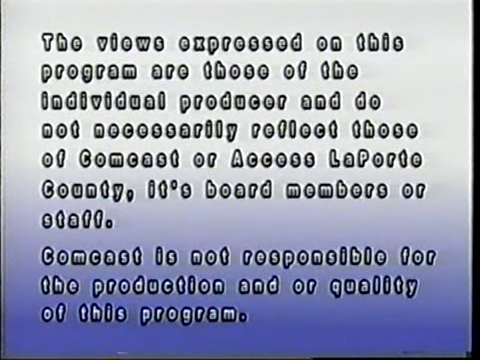 The views expressed on this
program are those of the
individual producer and do
not necessarily reflect those
of Comcast or Access LaPorte
County, it's board members or
staff.
Comcast is not responsible for
the production and or quality
of this program.